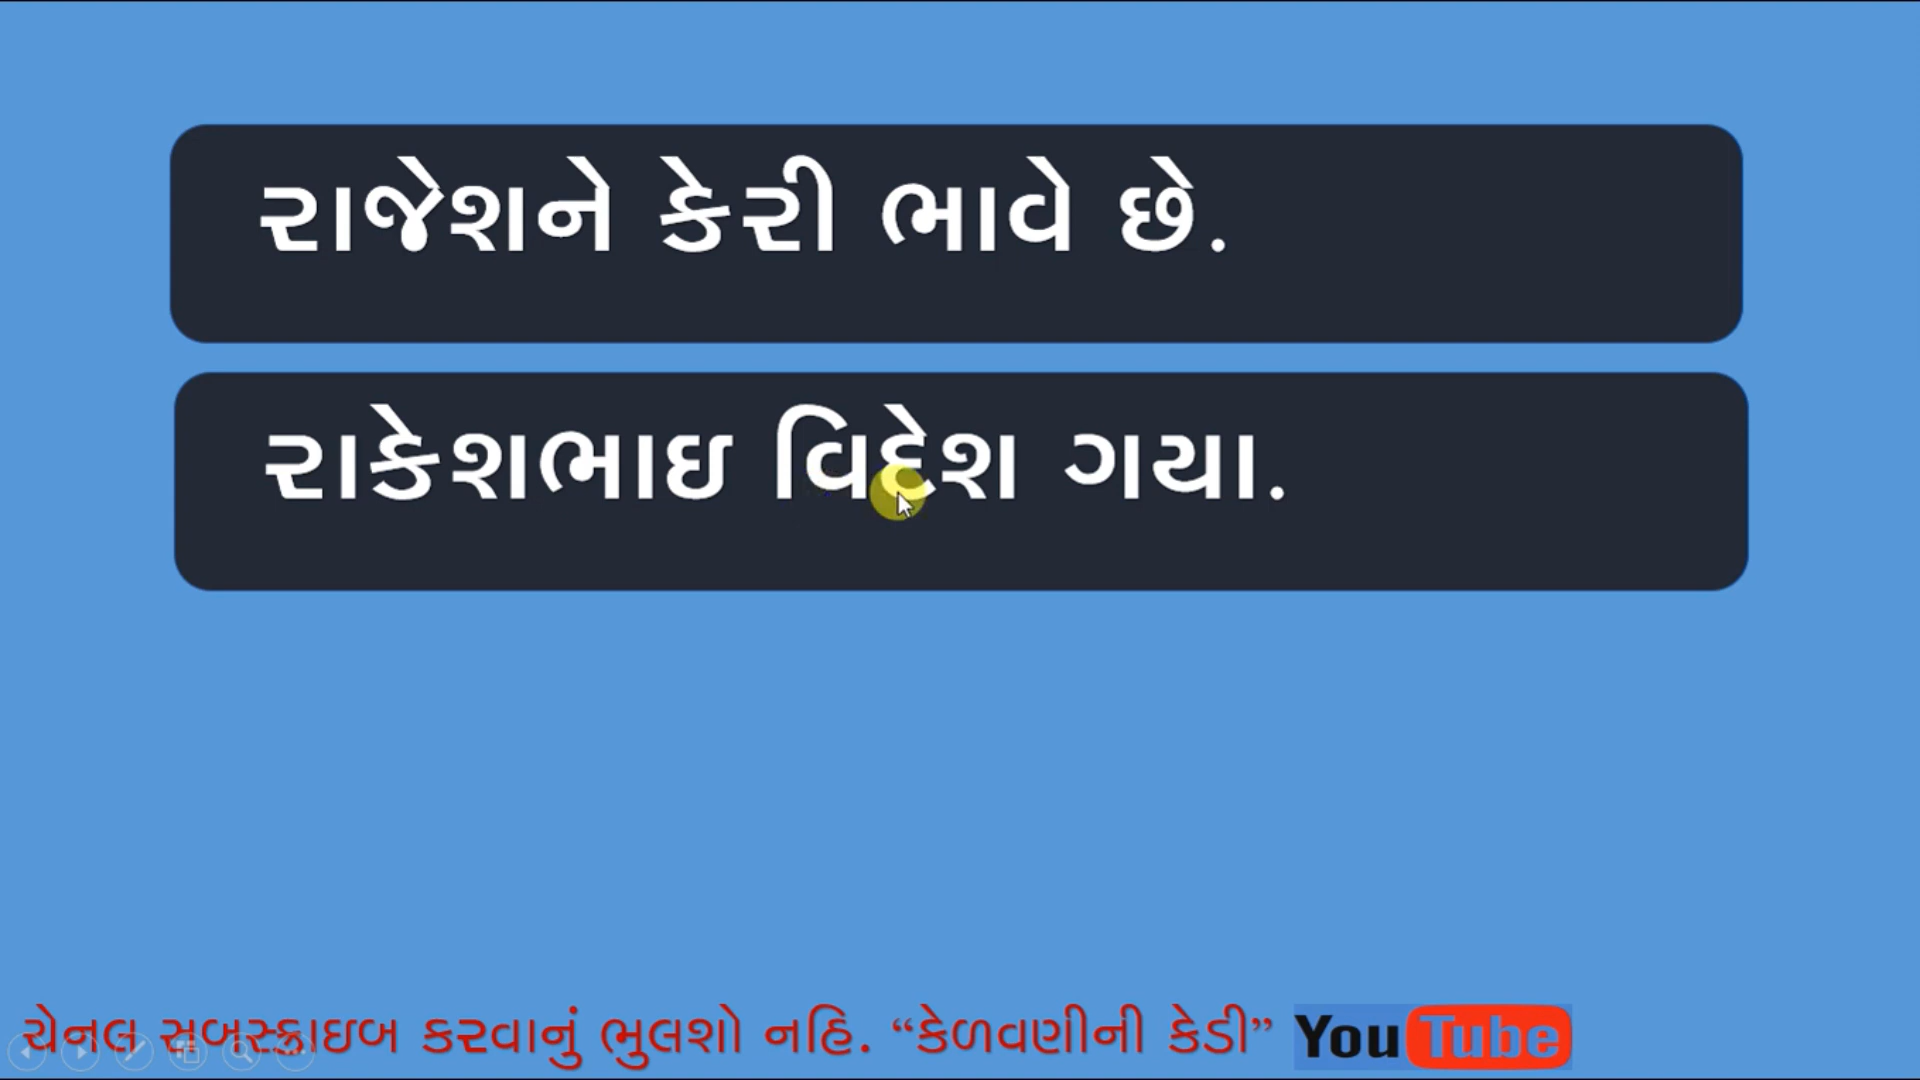 રાજેશને કેરી ભાવે છે.
રાકેશભાઇ વિદેશ ગયા.
ચેનલ સબસ્ક્રાઇબ કરવાનું ભુલશો નહિ. “કેળવણીની કેડી” YouTube